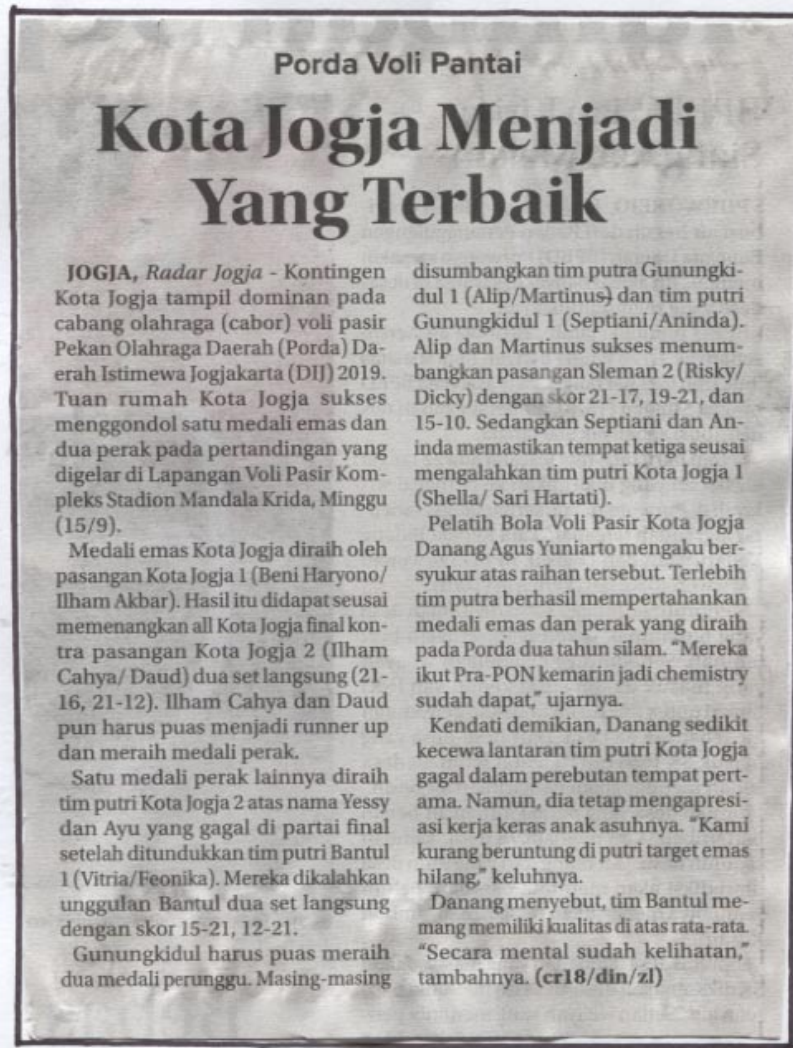 Porda Voli Pantai
Kota Jogja Menjadi
Yang Terbaik
JOGJA, Radar Jogja - Kontingen
Kota Jogja tampil dominan pada
cabang olahraga (cabor) voli pasir
Pekan Olahraga Daerah (Porda) Da-
erah Istimewa Jogjakarta (DIJ) 2019.
Tuan rumah Kota Jogja sukses
menggondol satu medali emas dan
dua perak pada pertandingan yang
digelar di Lapangan Voli Pasir Kom-
pleks Stadion Mandala Krida, Minggu
(15/9).
Medali emas Kota Jogja diraih oleh
pasangan Kota Jogja 1 (Beni Haryono/
Ilham Akbar). Hasil itu didapat seusai
memenangkan all Kota Jogja final kon-
tra pasangan Kota Jogja 2 (Ilham
Cahya/ Daud) dua set langsung (21-
16, 21-12). Ilham Cahya dan Daud
pun harus puas menjadi runner up
dan meraih medali perak.
Satu medali perak lainnya diraih
tim putri Kota Jogja 2 atas nama Yessy
dan Ayu yang gagal di partai final
setelah ditundukkan tim putri Bantul
1 (Vitria/Feonika). Mereka dikalahkan
unggulan Bantul dua set langsung
dengan skor 15-21, 12-21.
Gunungkidul harus puas meraih
dua medali perunggu. Masing-masing
disumbangkan tim putra Gunungki-
dul 1 (Alip/Martinus) dan tim putri
Gunungkidul 1 (Septiani/Aninda).
Alip dan Martinus sukses menum-
bangkan pasangan Sleman 2 (Risky/
Dicky) dengan skor 21-17, 19-21, dan
15-10. Sedangkan Septiani dan An-
inda memastikan tempat ketiga seusai
mengalahkan tim putri Kota Jogja 1
(Shella/ Sari Hartati).
Pelatih Bola Voli Pasir Kota Jogja
Danang Agus Yuniarto mengaku ber-
syukur atas raihan tersebut. Terlebih
tim putra berhasil mempertahankan
medali emas dan perak yang diraih
pada Porda dua tahun silam. "Mereka
ikut Pra-PON kemarin jadi chemistry
sudah dapat," ujarnya.
Kendati demikian, Danang sedikit
kecewa lantaran tim putri Kota Jogja
gagal dalam perebutan tempat pert-
ama. Namun, dia tetap mengapresi-
asi kerja keras anak asuhnya. "Kami
kurang beruntung di putri target emas
hilang," keluhnya.
Danang menyebut, tim Bantul me-
mang memiliki kualitas di atas rata-rata.
"Secara mental sudah kelihatan,"
tambahnya. (cr18/din/zl)